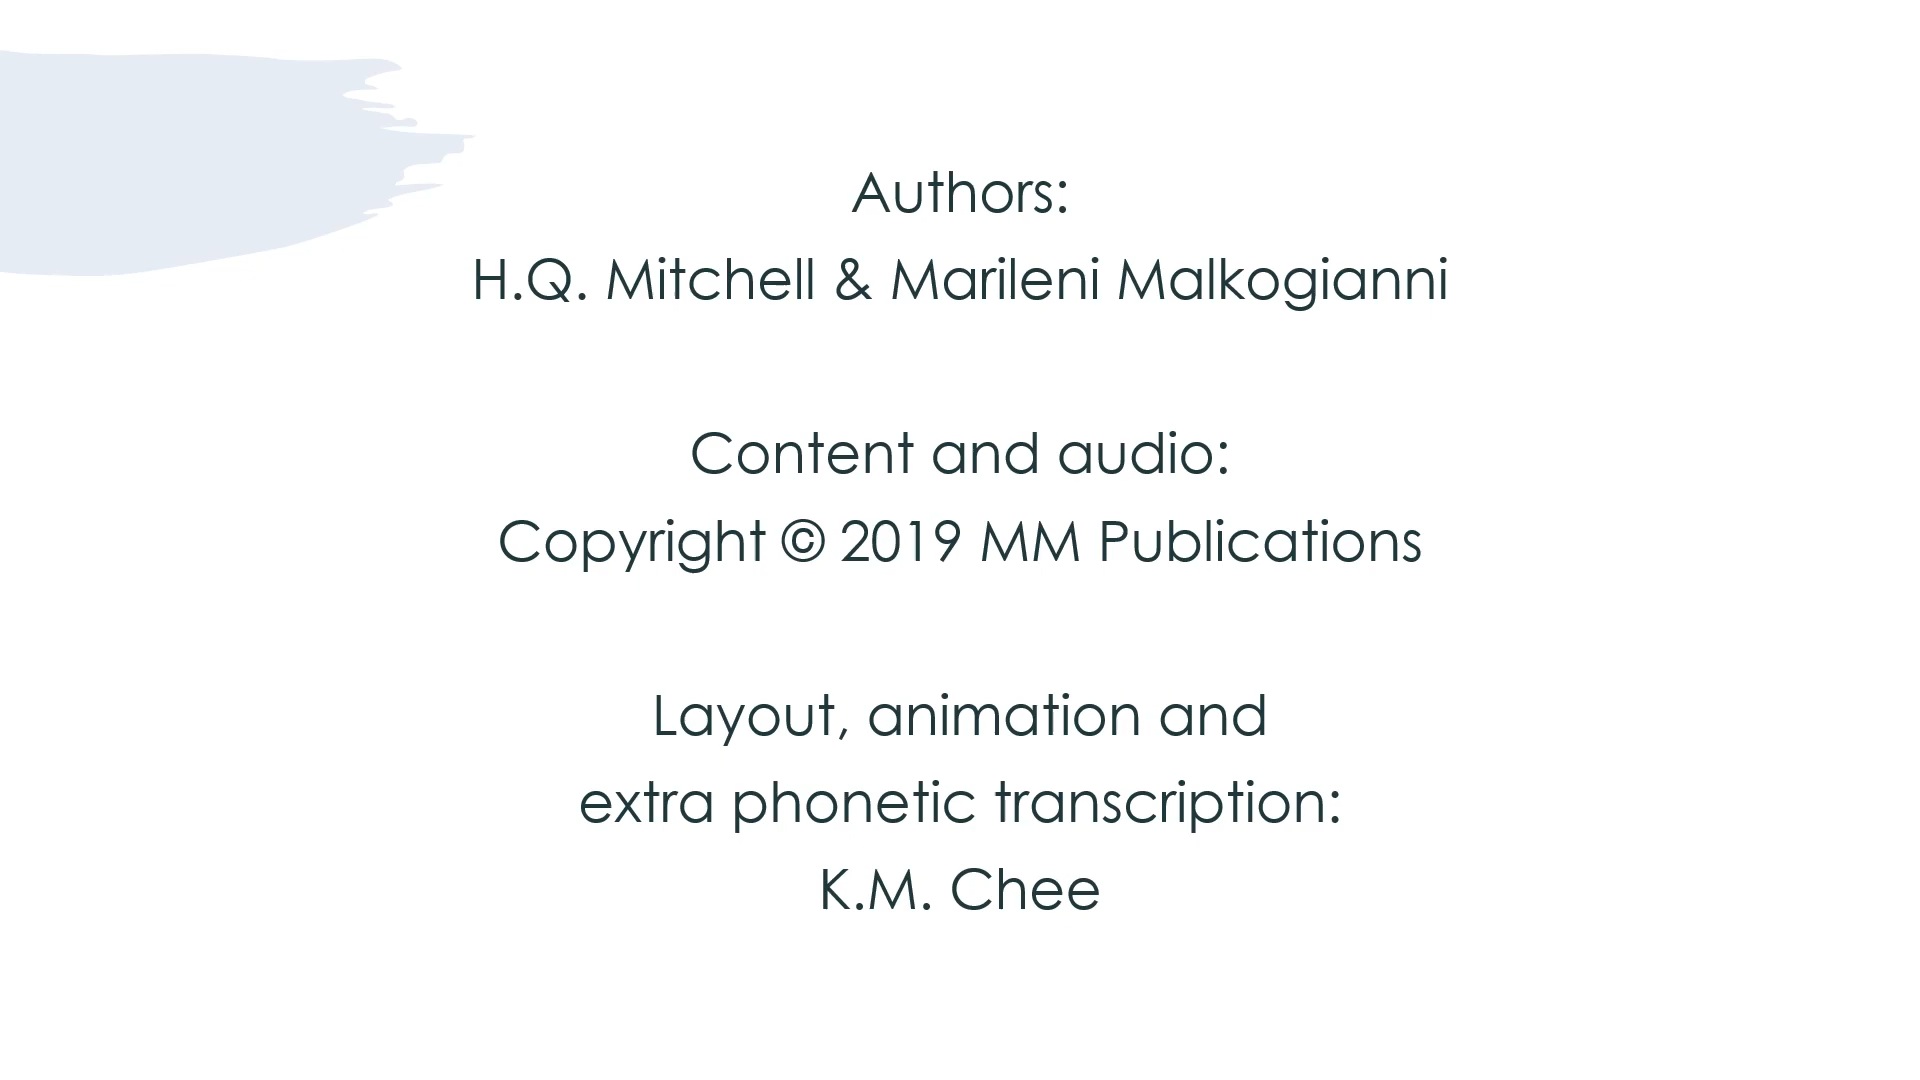 Authors:
H.Q. Mitchell & Marileni Malkogianni
Content and audio:
Copyright © 2019 MM Publications
Layout, animation and
extra phonetic transcription:
K.M. Chee